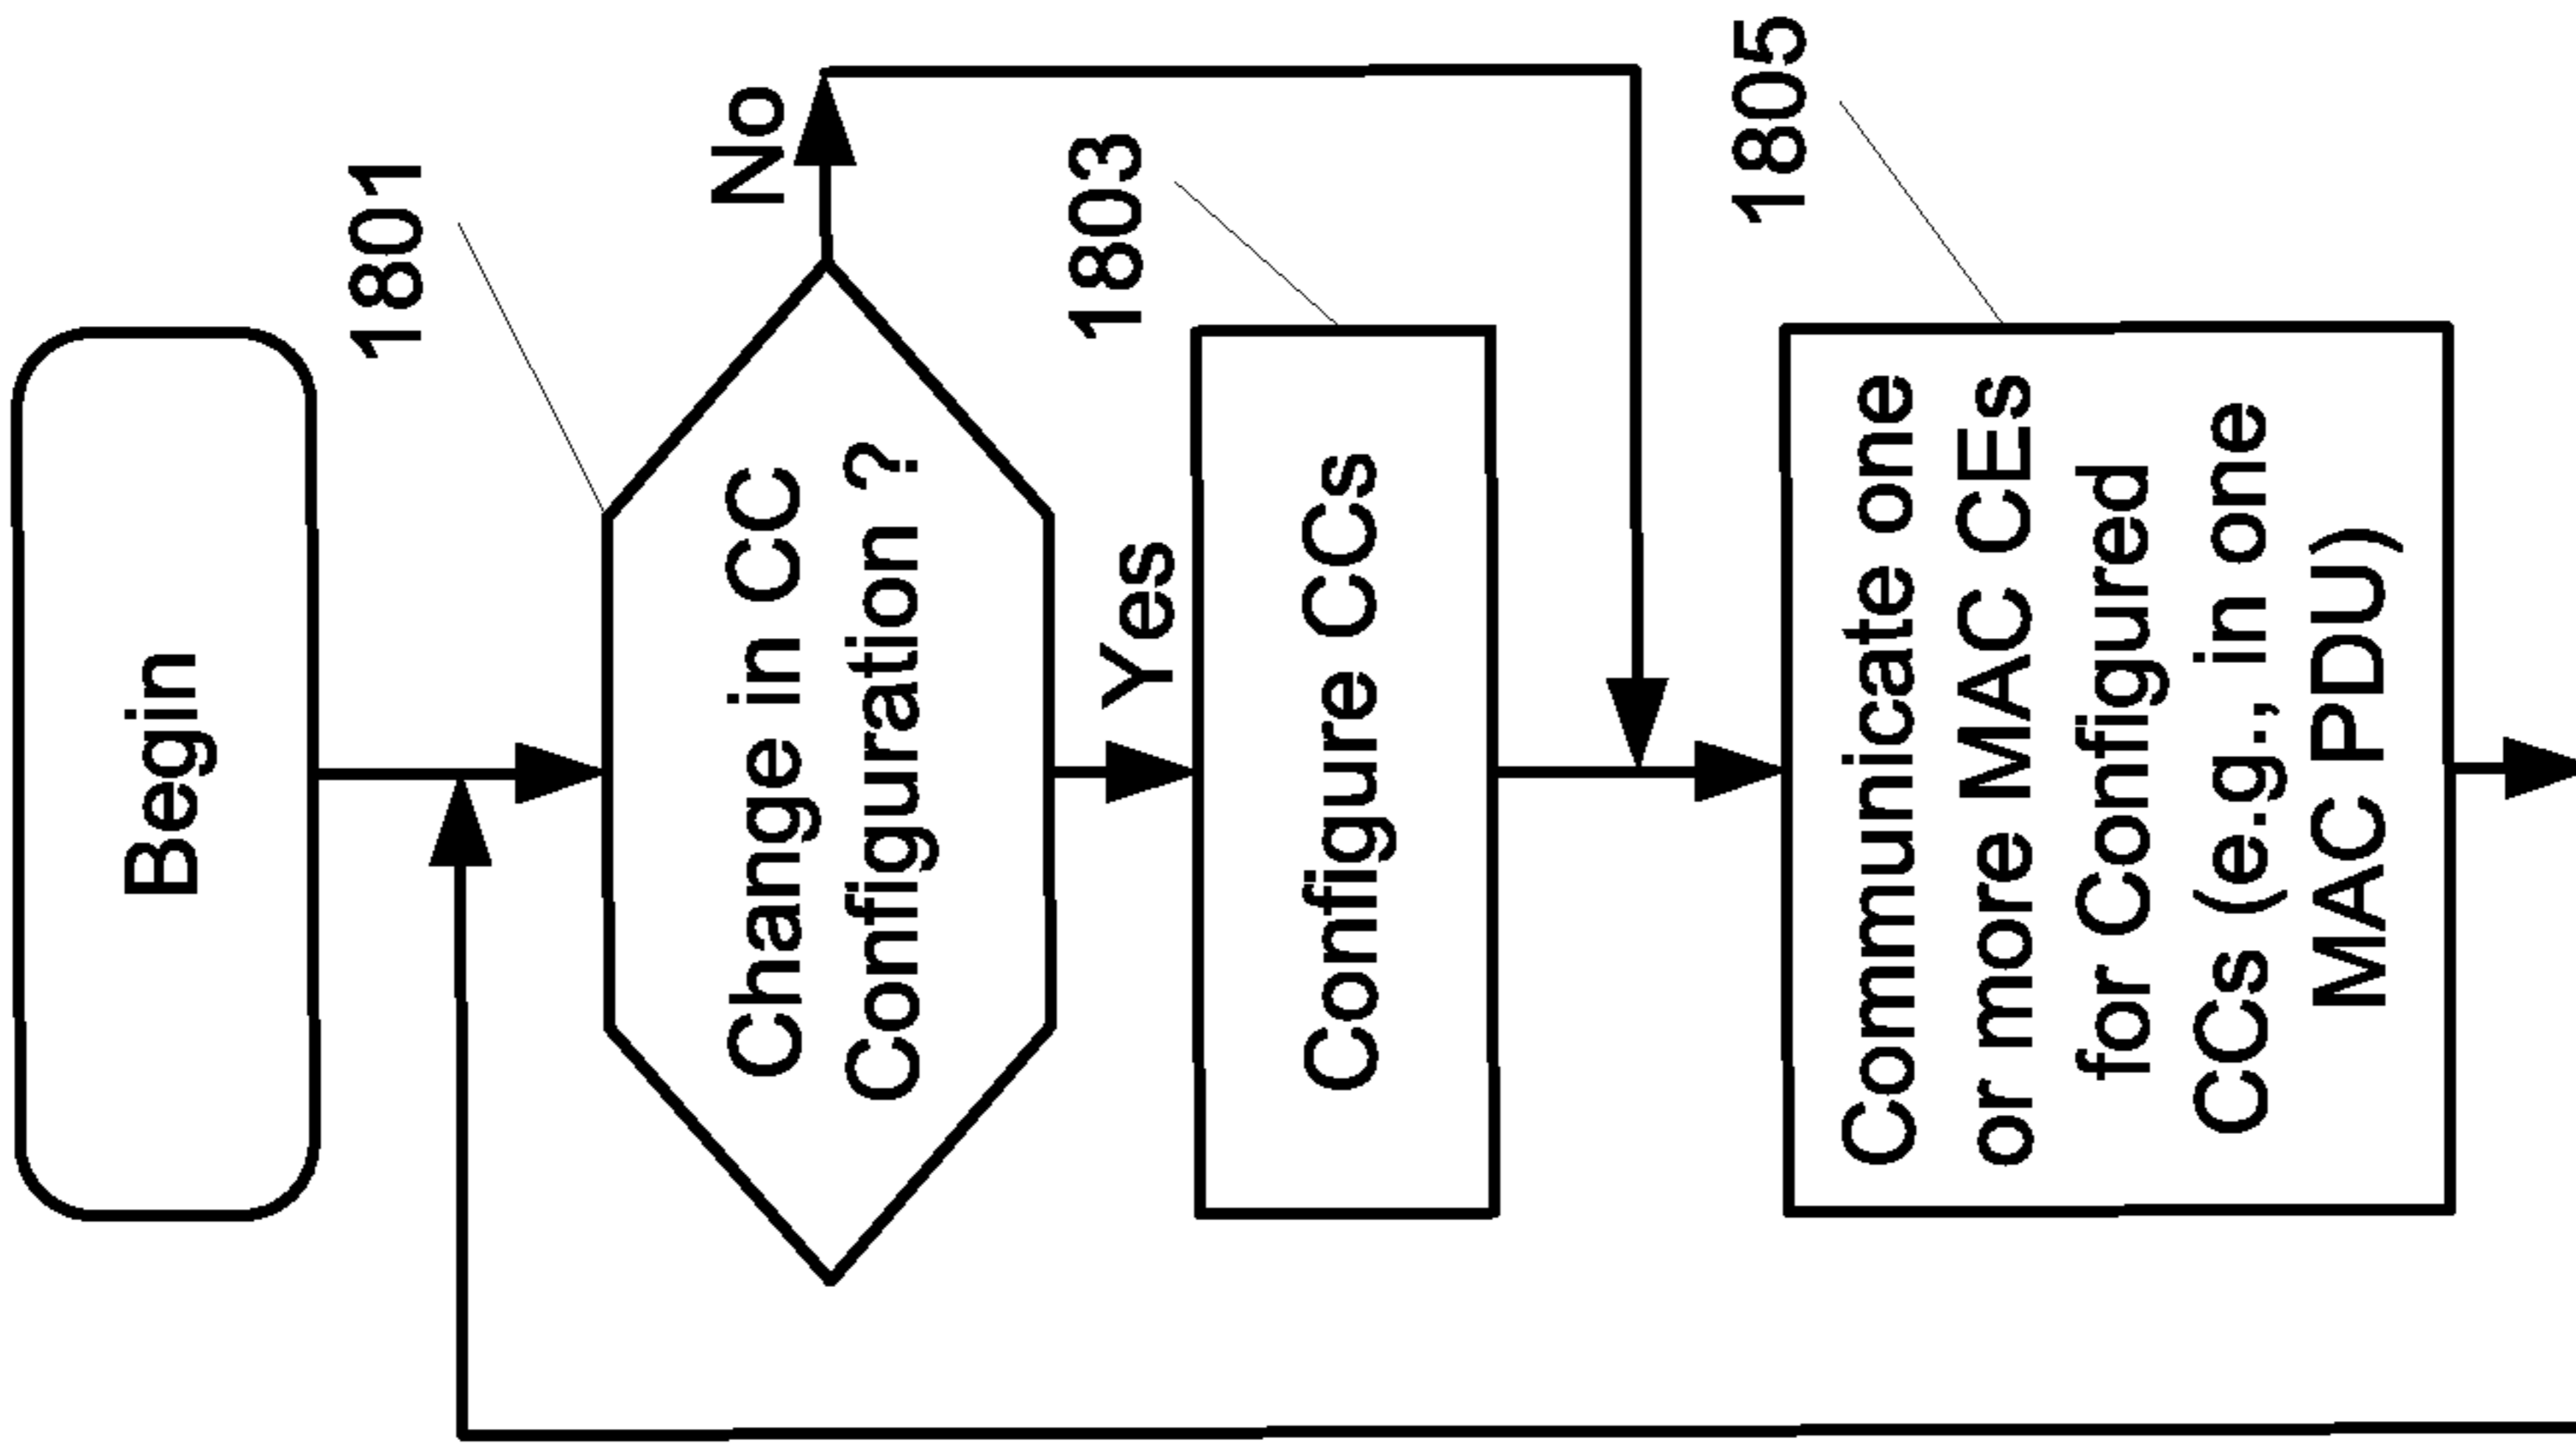 Begin
1801
Change in CC
Configuration ?
No
Yes
1803
Configure CCs
1805
Communicate one
or more MAC CEs
for Configured
CCs (e.g., in one
MAC PDU)